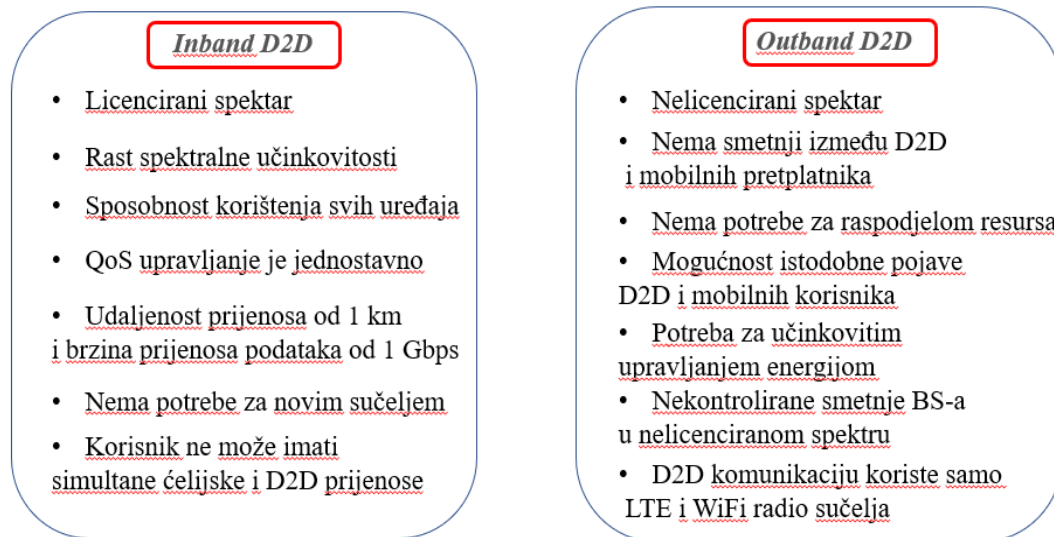 Inband D2D
• Licencirani spektar
• Rast spektralne učinkovitosti
• Sposobnost korištenja svih uređaja
• QoS upravljanje je jednostavno
• Udaljenost prijenosa od 1 km
i brzina prijenosa podataka od 1 Gbps
• Nema potrebe za novim sučeljem
• Korisnik ne može imati
simultane ćelijske i D2D prijenose
Outband D2D
• Nelicencirani spektar
• Nema smetnji između D2D
i mobilnih pretplatnika
• Nema potrebe za raspodjelom resursa
• Mogućnost istodobne pojave
D2D i mobilnih korisnika
• Potreba za učinkovitim
upravljanjem energijom
• Nekontrolirane smetnje BS-a
u nelicenciranom spektru
• D2D komunikaciju koriste samo
LTE i WiFi radio sučelja